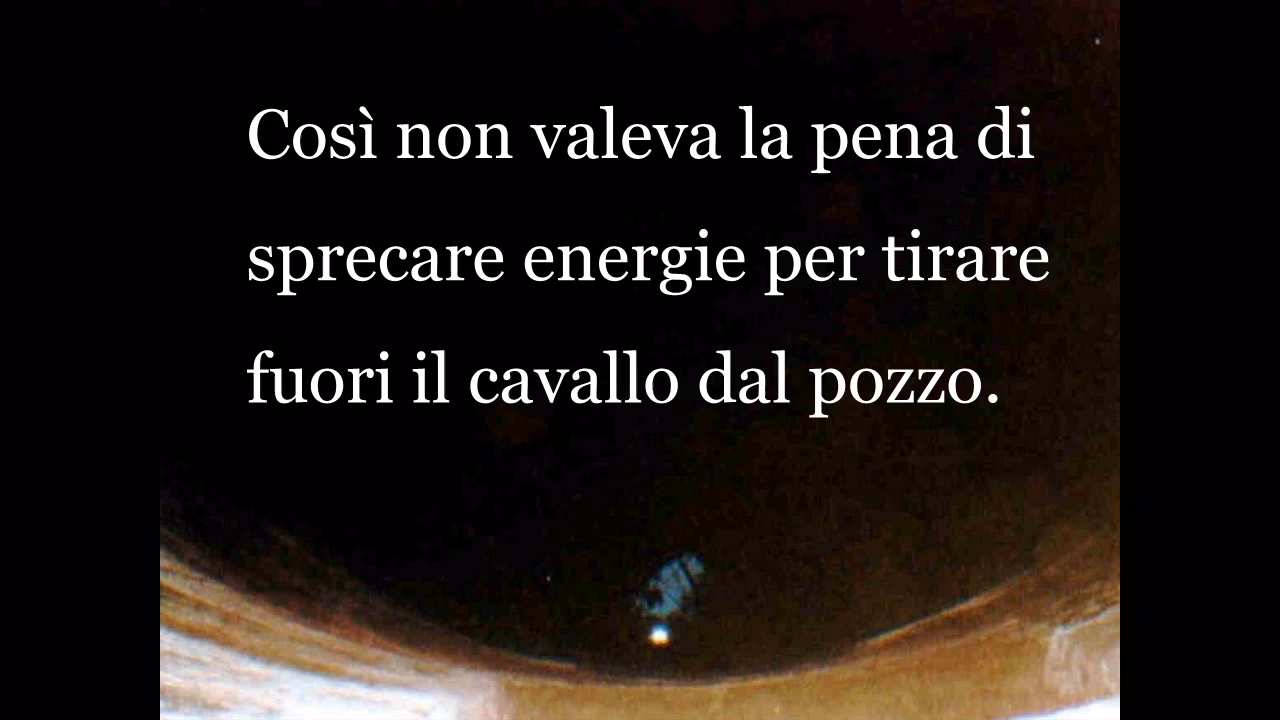 Così non valeva la pena di
sprecare energie per tirare
fuori il cavallo dal pozzo.